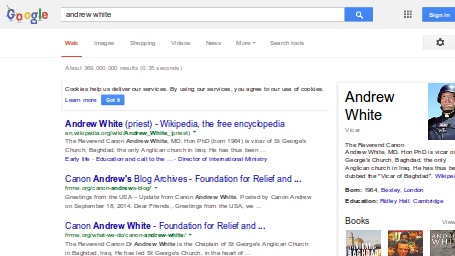 Google
andrew white
Sign in
Web Images Shopping Videos News More Search tools
About 369,000,000 results (0.35 seconds)
Cookies help us deliver our services. By using our services, you agree to our use of cookies.
Learn more Got it
Andrew White (priest) - Wikipedia, the free encyclopedia
en.wikipedia.org/wiki/Andrew_White_(priest)
The Reverend Canon Andrew White, MD, Hon PhD (born 1964) is vicar of St George's
Church, Baghdad, the only Anglican church in Iraq. He has thus been ...
Early life - Education and call to the ... - Director of International Ministry
Canon Andrew's Blog Archives - Foundation for Relief and ...
frrme.org/canon-andrews-blog/
Greetings from the USA – Update from Canon Andrew White. Posted by Canon Andrew
on September 18, 2014. Dear Friends,. Greetings from the USA, we ...
Canon Andrew White - Foundation for Relief and ...
frrme.org/what-we-do/canon-andrew-white/
The Reverend Canon Dr Andrew White is the Chaplain of St George's Anglican Church
in Baghdad, Iraq. He has led St George's Church, in the heart of ...
Andrew
White
Vicar
The Reverend Canon
Andrew White, MD, Hon PhD is vicar of
George's Church, Baghdad, the only
Anglican church in Iraq. He has thus be
dubbed the "Vicar of Baghdad". Wikipe
Born: 1964, Bexley, London
Education: Ridley Hall, Cambridge
Books
View